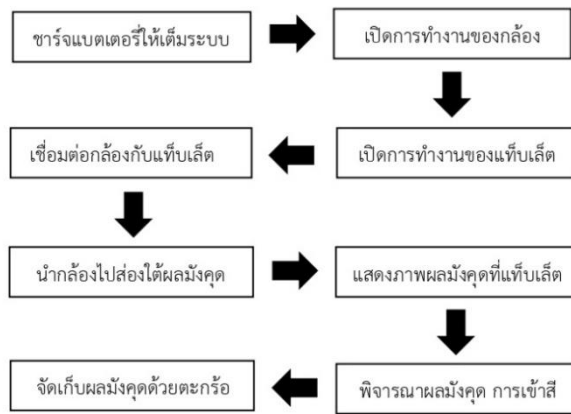 ชาร์จแบตเตอรี่ให้เต็มระบบ
เปิดการทำงานของกล้อง
เปิดการทำงานของแท็บเล็ต
เชื่อมต่อกล้องกับแท็บเล็ต
นำกล้องไปส่องใต้ผลมังคุด
แสดงภาพผลมังคุดที่แท็บเล็ต
พิจารณาผลมังคุด การเข้าสี
จัดเก็บผลมังคุดด้วยตะกร้อ